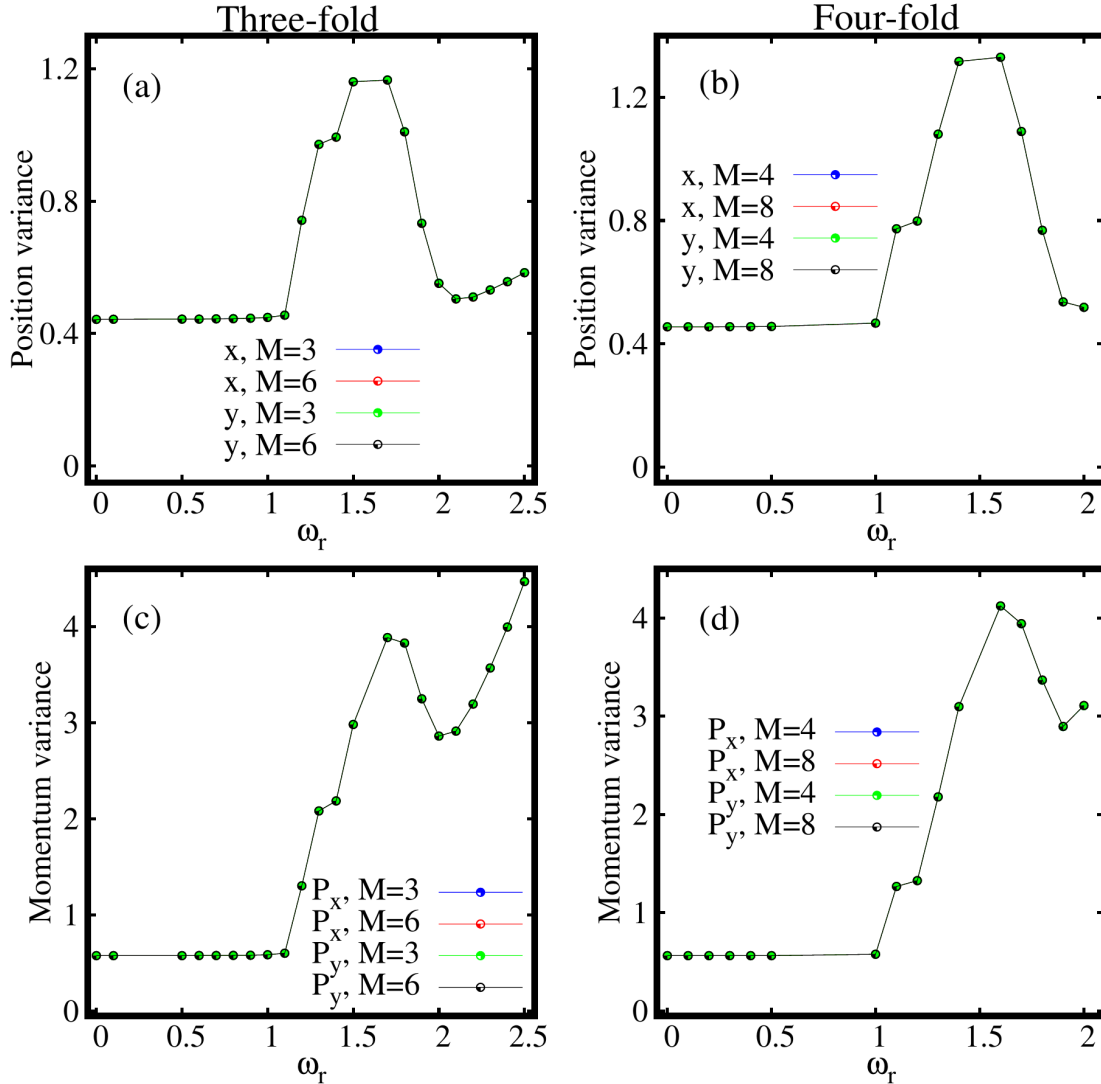 Three-fold
Four-fold
(a)
Position variance
1.2
0.8
0.4
0
x, M=3
x, M=6
y, M=3
y, M=6
0 0.5 1 1.5 2 2.5
ω_r
(b)
Position variance
1.2
0.8
0.4
0
x, M=4
x, M=8
y, M=4
y, M=8
0 0.5 1 1.5 2
ω_r
(c)
Momentum variance
4
3
2
1
0
P_x, M=3
P_x, M=6
P_y, M=3
P_y, M=6
0 0.5 1 1.5 2 2.5
ω_r
(d)
Momentum variance
4
3
2
1
0
P_x, M=4
P_x, M=8
P_y, M=4
P_y, M=8
0 0.5 1 1.5 2
ω_r